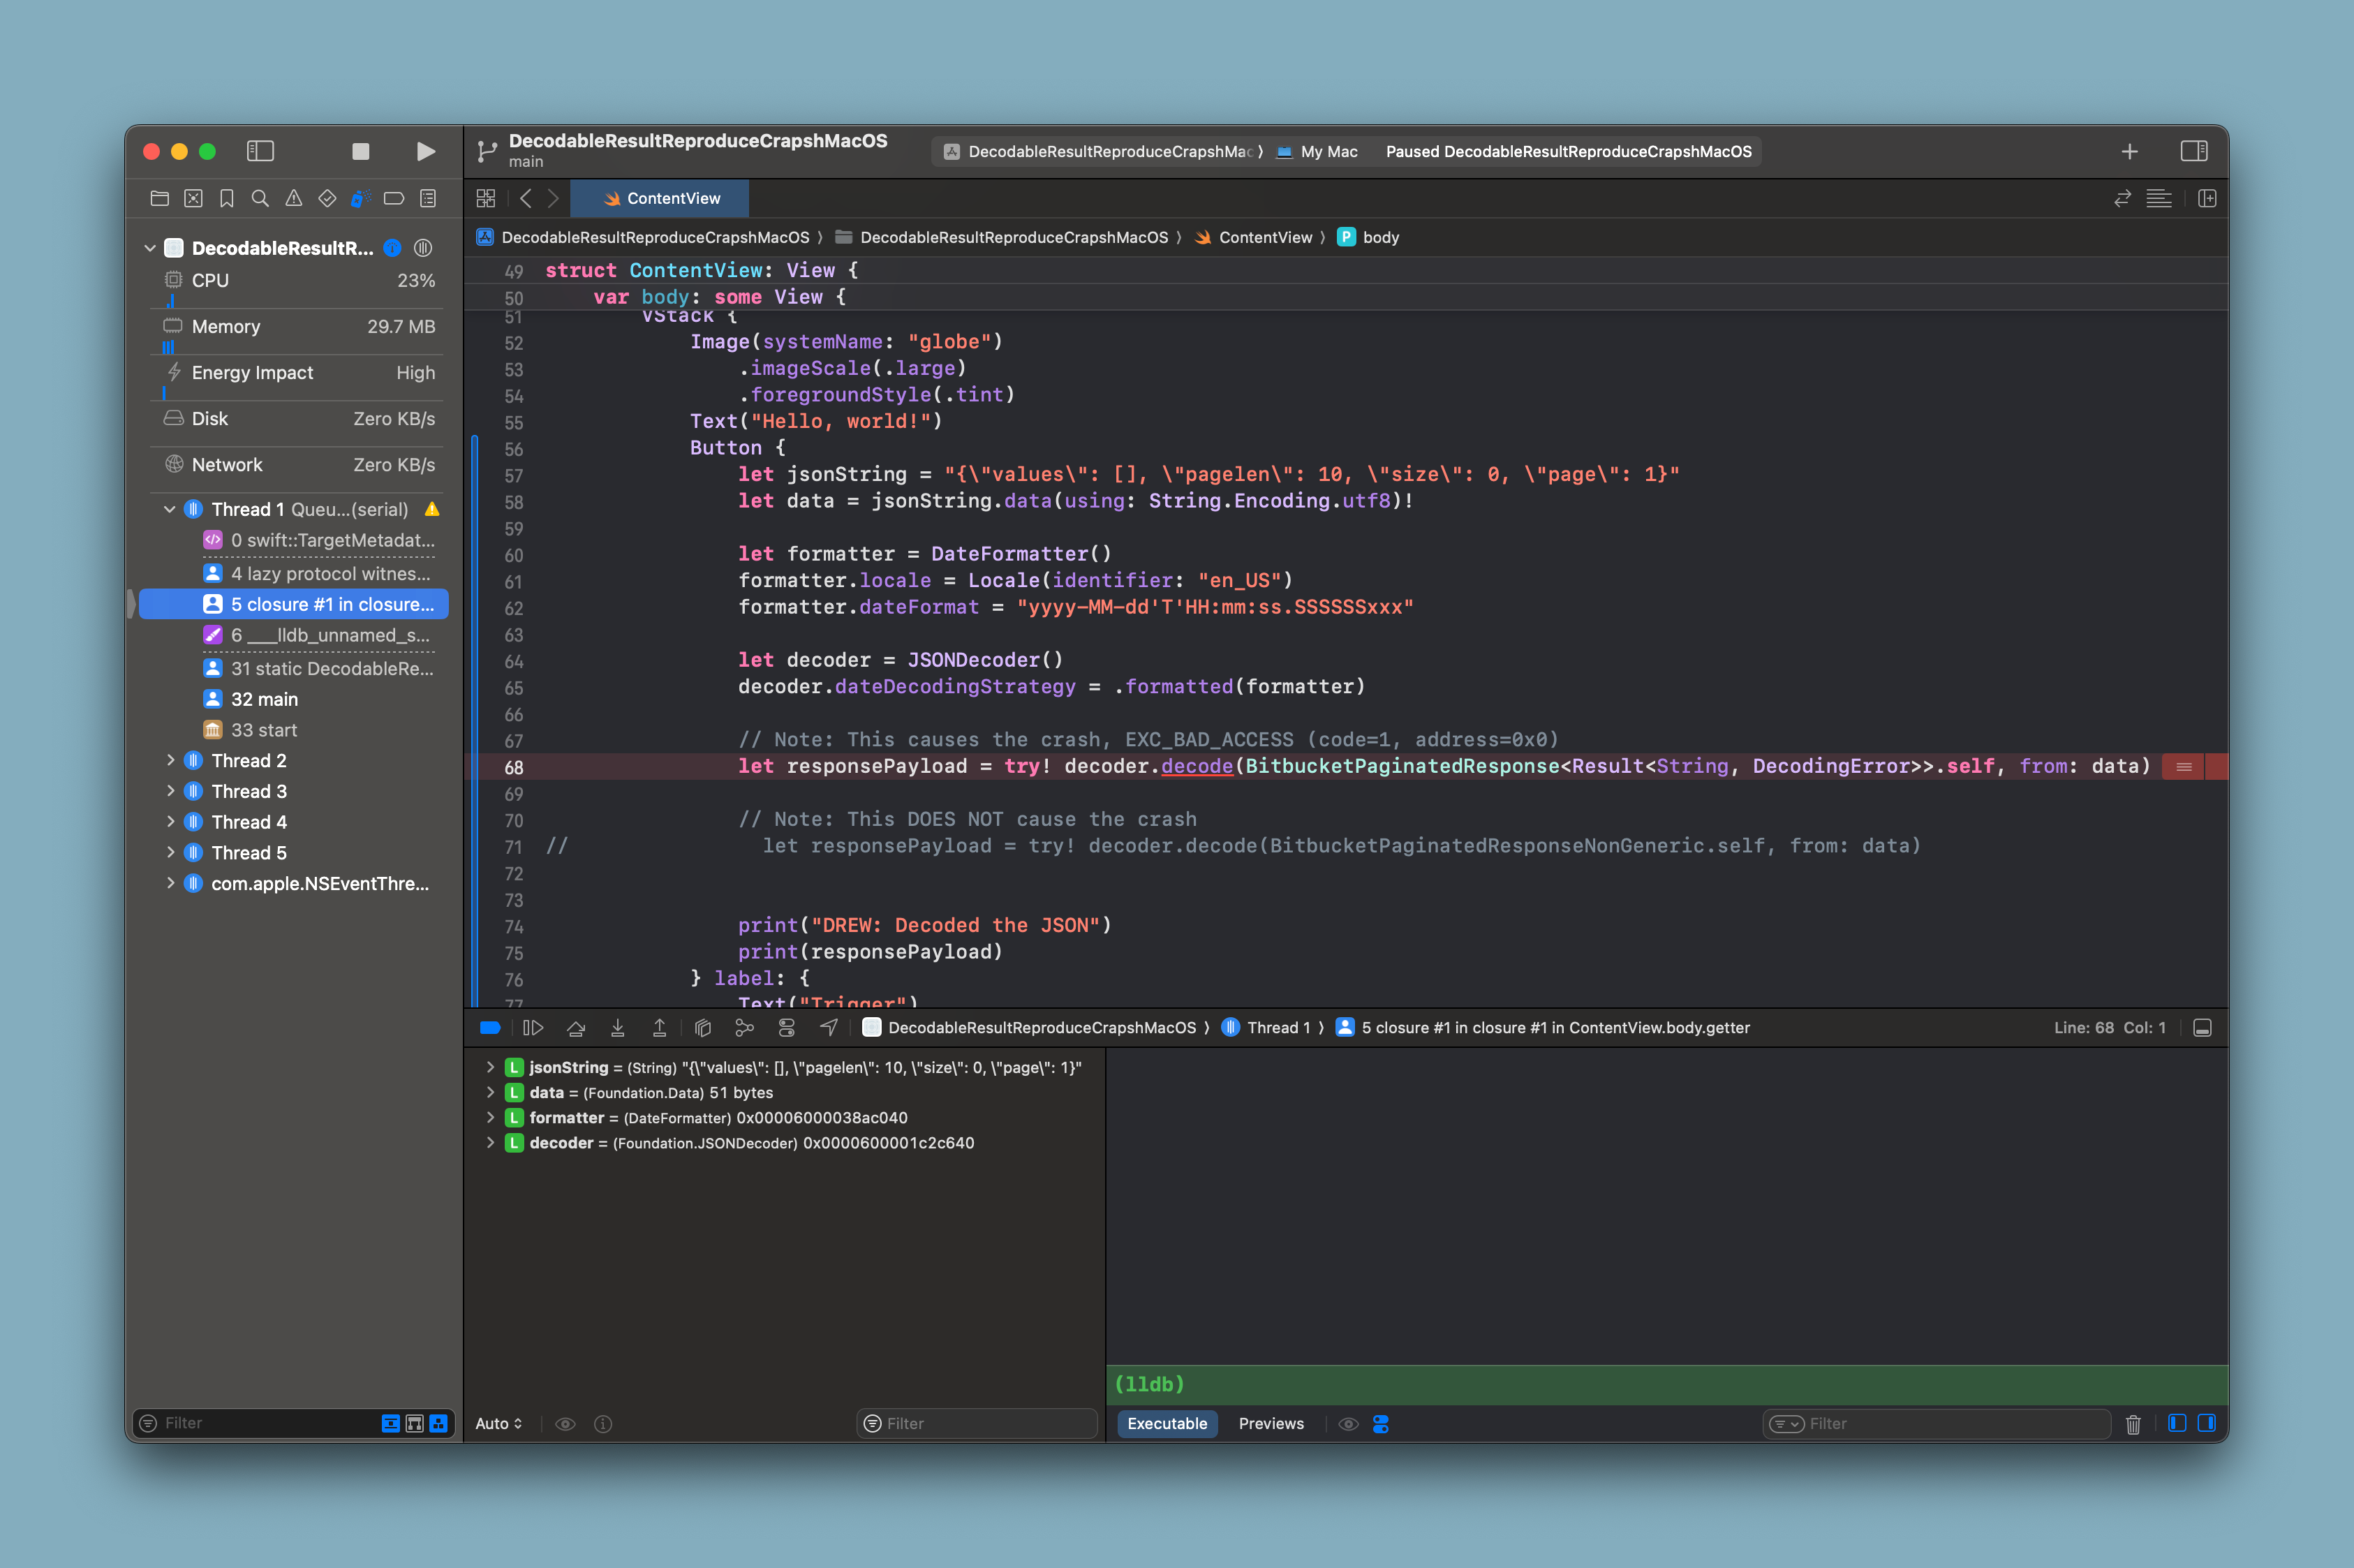 DecodableResultReproduceCrapshMacOS
main
DecodableResultReproduceCrapshMac
My Mac
Paused DecodableResultReproduceCrapshMacOS
ContentView
DecodableResultReproduceCrapshMacOS
DecodableResultReproduceCrapshMacOS
ContentView
P
body
DecodableResultR...
CPU 23%
Memory 29.7 MB
Energy Impact High
Disk Zero KB/s
Network Zero KB/s
Thread 1 Queu...(serial)
0 swift::TargetMetadat...
4 lazy protocol witnes...
5 closure #1 in closure...
6 ___lldb_unnamed_s...
31 static DecodableRe...
32 main
33 start
Thread 2
Thread 3
Thread 4
Thread 5
com.apple.NSEventThre...
Filter
49 struct ContentView: View {
50 var body: some View {
51 VStack {
52 Image(systemName: "globe")
53 .imageScale(.large)
54 .foregroundStyle(.tint)
55 Text("Hello, world!")
56 Button {
57 let jsonString = "{\"values\": [], \"pagelen\": 10, \"size\": 0, \"page\": 1}"
58 let data = jsonString.data(using: String.Encoding.utf8)!
59
60 let formatter = DateFormatter()
61 formatter.locale = Locale(identifier: "en_US")
62 formatter.dateFormat = "yyyy-MM-dd'T'HH:mm:ss.SSSSSSxxx"
63
64 let decoder = JSONDecoder()
65 decoder.dateDecodingStrategy = .formatted(formatter)
66
67 // Note: This causes the crash, EXC_BAD_ACCESS (code=1, address=0x0)
68 let responsePayload = try! decoder.decode(BitbucketPaginatedResponse<Result<String, DecodingError>>.self, from: data)
69
70 // Note: This DOES NOT cause the crash
71 // let responsePayload = try! decoder.decode(BitbucketPaginatedResponseNonGeneric.self, from: data)
72
73
74 print("DREW: Decoded the JSON")
75 print(responsePayload)
76 } label: {
77 Text("Trigger")
DecodableResultReproduceCrapshMacOS
Thread 1
5 closure #1 in closure #1 in ContentView.body.getter
Line: 68 Col: 1
L jsonString = (String) "{\"values\": [], \"pagelen\": 10, \"size\": 0, \"page\": 1}"
L data = (Foundation.Data) 51 bytes
L formatter = (DateFormatter) 0x00006000038ac040
L decoder = (Foundation.JSONDecoder) 0x0000600001c2c640
(lldb)
Auto
Filter
Executable
Previews
Filter